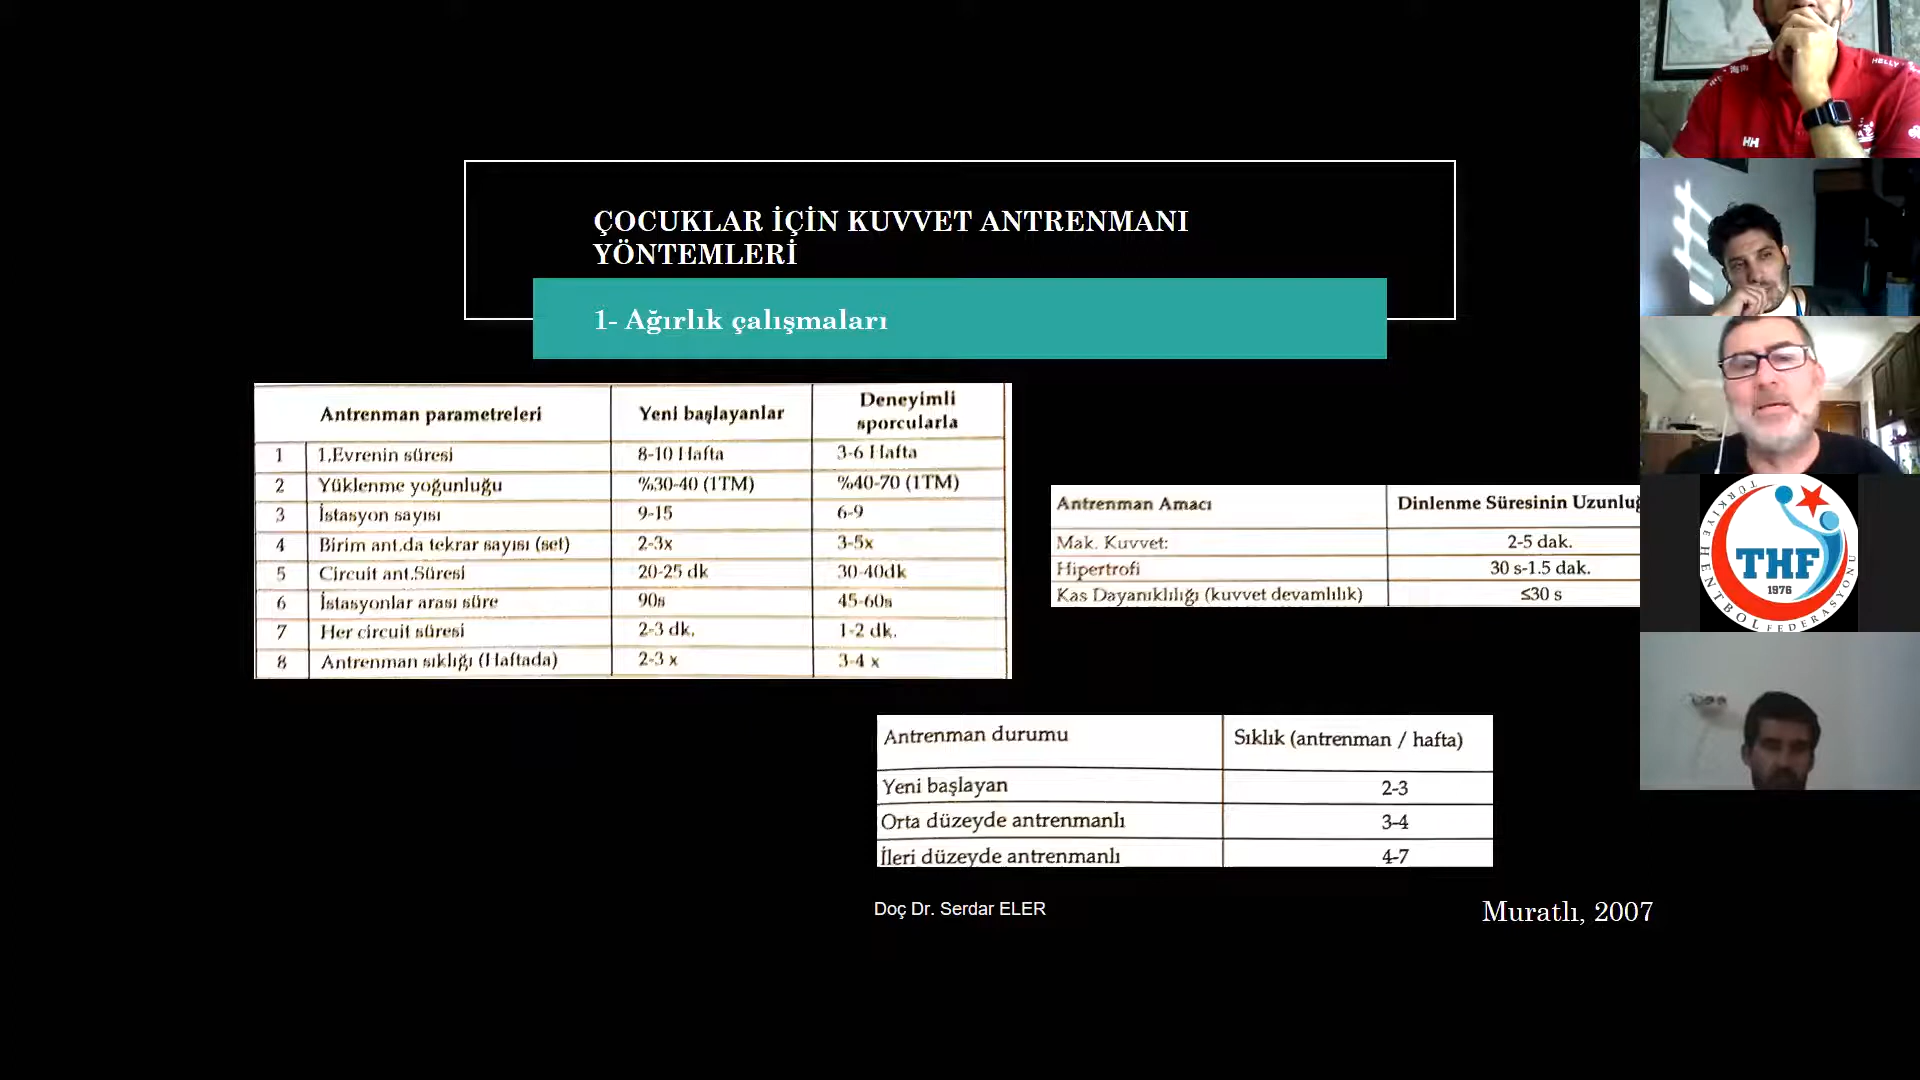 ÇOCUKLAR İÇİN KUVVET ANTRENMANI
YÖNTEMLERİ
1- Ağırlık çalışmaları
Antrenman parametreleri Yeni başlayanlar Deneyimli sporcularla
1 1.Evrenin süresi 8-10 Hafta 3-6 Hafta
2 Yüklenme yoğunluğu %30-40 (1TM) %40-70 (1TM)
3 İstasyon sayısı 9-15 6-9
4 Birim ant.da tekrar sayısı (set) 2-3x 3-5x
5 Circuit ant.Süresi 20-25 dk 30-40dk
6 İstasyonlar arası süre 90s 45-60s
7 Her circuit süresi 2-3 dk. 1-2 dk.
8 Antrenman sıklığı (Haftada) 2-3 x 3-4 x
Antrenman Amacı Dinlenme Süresinin
Mak. Kuvvet: 2-5 dak.
Hipertrofi 30 s-1.5 dak.
Kas Dayanıklılığı (kuvvet devamlılık) ≤30 s
Antrenman durumu Sıklık (antrenman / hafta)
Yeni başlayan 2-3
Orta düzeyde antrenmanlı 3-4
İleri düzeyde antrenmanlı 4-7
Doç Dr. Serdar ELER
Muratlı, 2007
HELLY
HH
TÜRKİYE HENTBOL FEDERASYONU
THF
1976